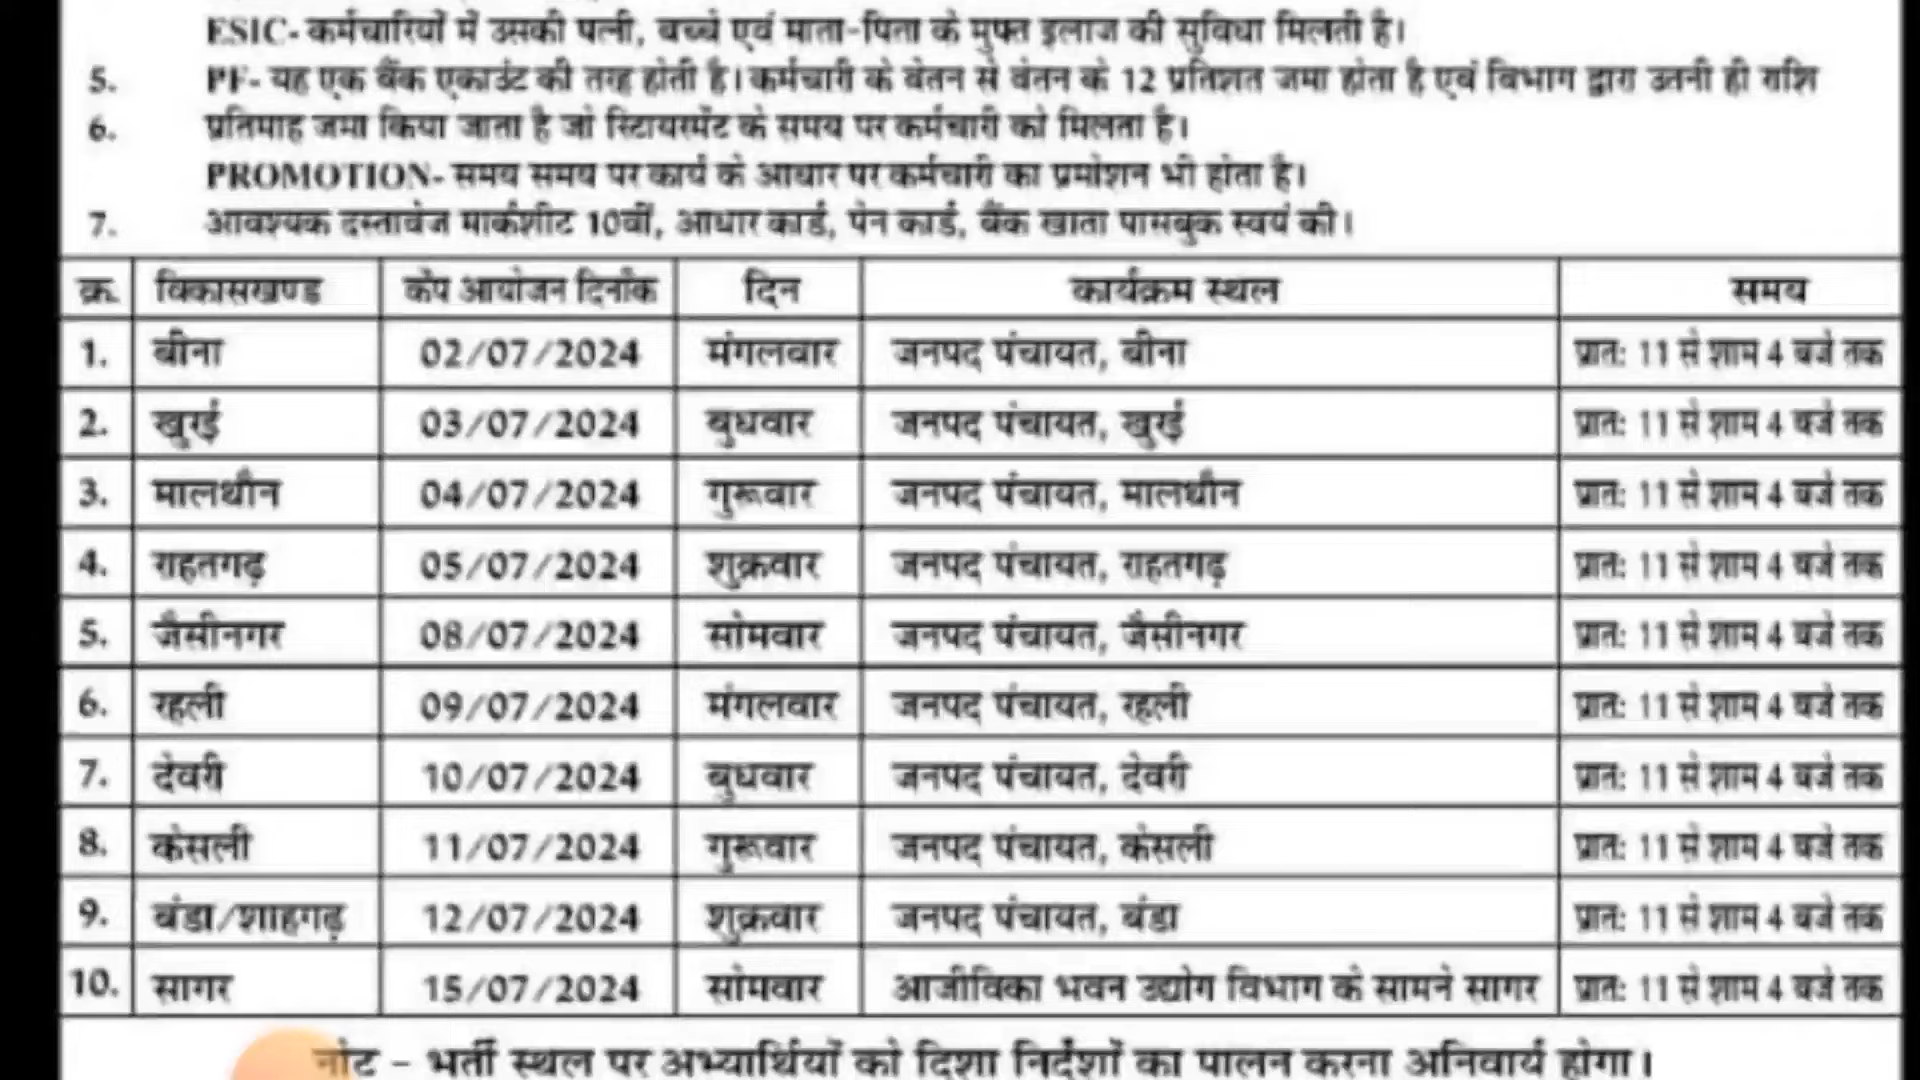 ESIC- कर्मचारियों में उसकी पत्नी, बच्चे एवं माता-पिता के मुफ्त इलाज की सुविधा मिलती है।
5. PF- यह एक बैंक एकाउंट की तरह होती है। कर्मचारी के वेतन से वेतन के 12 प्रतिशत जमा होता है एवं विभाग द्वारा उतनी ही राशि
6. प्रतिमाह जमा किया जाता है जो रिटायरमेंट के समय पर कर्मचारी को मिलता है।
PROMOTION- समय समय पर कार्य के आधार पर कर्मचारी का प्रमोशन भी होता है।
7. आवश्यक दस्तावेज मार्कशीट 10वीं, आधार कार्ड, पेन कार्ड, बैंक खाता पासबुक स्वयं की।
क्र. विकासखण्ड कैंप आयोजन दिनाँक दिन कार्यक्रम स्थल समय
1. बीना 02/07/2024 मंगलवार जनपद पंचायत, बीना प्रात: 11 से शाम 4 बजे तक
2. खुरई 03/07/2024 बुधवार जनपद पंचायत, खुरई प्रात: 11 से शाम 4 बजे तक
3. मालथौन 04/07/2024 गुरूवार जनपद पंचायत, मालथौन प्रात: 11 से शाम 4 बजे तक
4. राहतगढ़ 05/07/2024 शुक्रवार जनपद पंचायत, राहतगढ़ प्रात: 11 से शाम 4 बजे तक
5. जैसीनगर 08/07/2024 सोमवार जनपद पंचायत, जैसीनगर प्रात: 11 से शाम 4 बजे तक
6. रहली 09/07/2024 मंगलवार जनपद पंचायत, रहली प्रात: 11 से शाम 4 बजे तक
7. देवरी 10/07/2024 बुधवार जनपद पंचायत, देवरी प्रात: 11 से शाम 4 बजे तक
8. केसली 11/07/2024 गुरूवार जनपद पंचायत, केसली प्रात: 11 से शाम 4 बजे तक
9. बंडा/शाहगढ़ 12/07/2024 शुक्रवार जनपद पंचायत, बंडा प्रात: 11 से शाम 4 बजे तक
10. सागर 15/07/2024 सोमवार आजीविका भवन उद्योग विभाग के सामने सागर प्रात: 11 से शाम 4 बजे तक
नोट - भर्ती स्थल पर अभ्यार्थियों को दिशा निर्देशों का पालन करना अनिवार्य होगा।